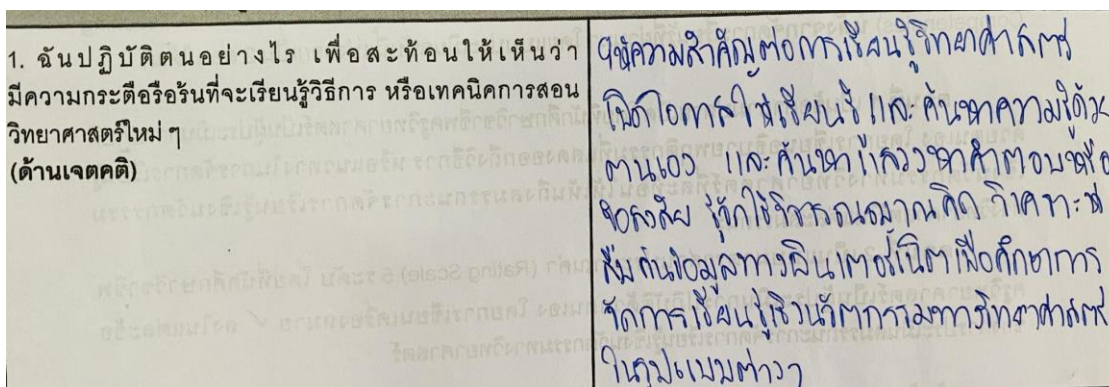 1. ฉันปฏิบัติตนอย่างไร เพื่อสะท้อนให้เห็นว่า
มีความกระตือรือร้นที่จะเรียนรู้วิธีการ หรือเทคนิคการสอน
วิทยาศาสตร์ใหม่ ๆ
(ด้านเจตคติ)
ให้ความสำคัญต่อการเรียนรู้วิทยาศาสตร์
เปิดโอกาสให้เรียนรู้และค้นหาความรู้ด้วย
ตนเอง และค้นหา แสวงหาคำตอบหรือ
ข้อสงสัย รู้จักใช้วิจารณญาณคิด วิเคราะห์
สืบค้นข้อมูลทางอินเตอร์เน็ตเพื่อศึกษาการ
จัดการเรียนรู้เชิงนวัตกรรมทางวิทยาศาสตร์
ในรูปแบบต่างๆ